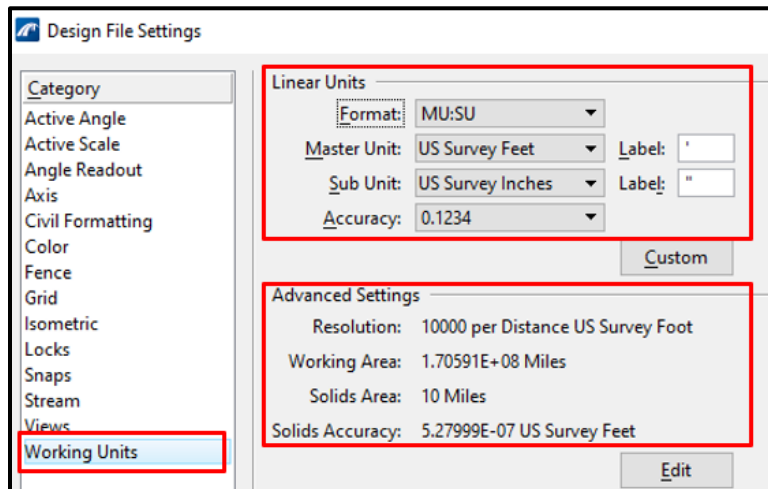 Design File Settings
Category
Active Angle
Active Scale
Angle Readout
Axis
Civil Formatting
Color
Fence
Grid
Isometric
Locks
Snaps
Stream
Views
Working Units
Linear Units
Format: MU:SU
Master Unit: US Survey Feet Label: '
Sub Unit: US Survey Inches Label: "
Accuracy: 0.1234
Custom
Advanced Settings
Resolution: 10000 per Distance US Survey Foot
Working Area: 1.70591E+08 Miles
Solids Area: 10 Miles
Solids Accuracy: 5.27999E-07 US Survey Feet
Edit